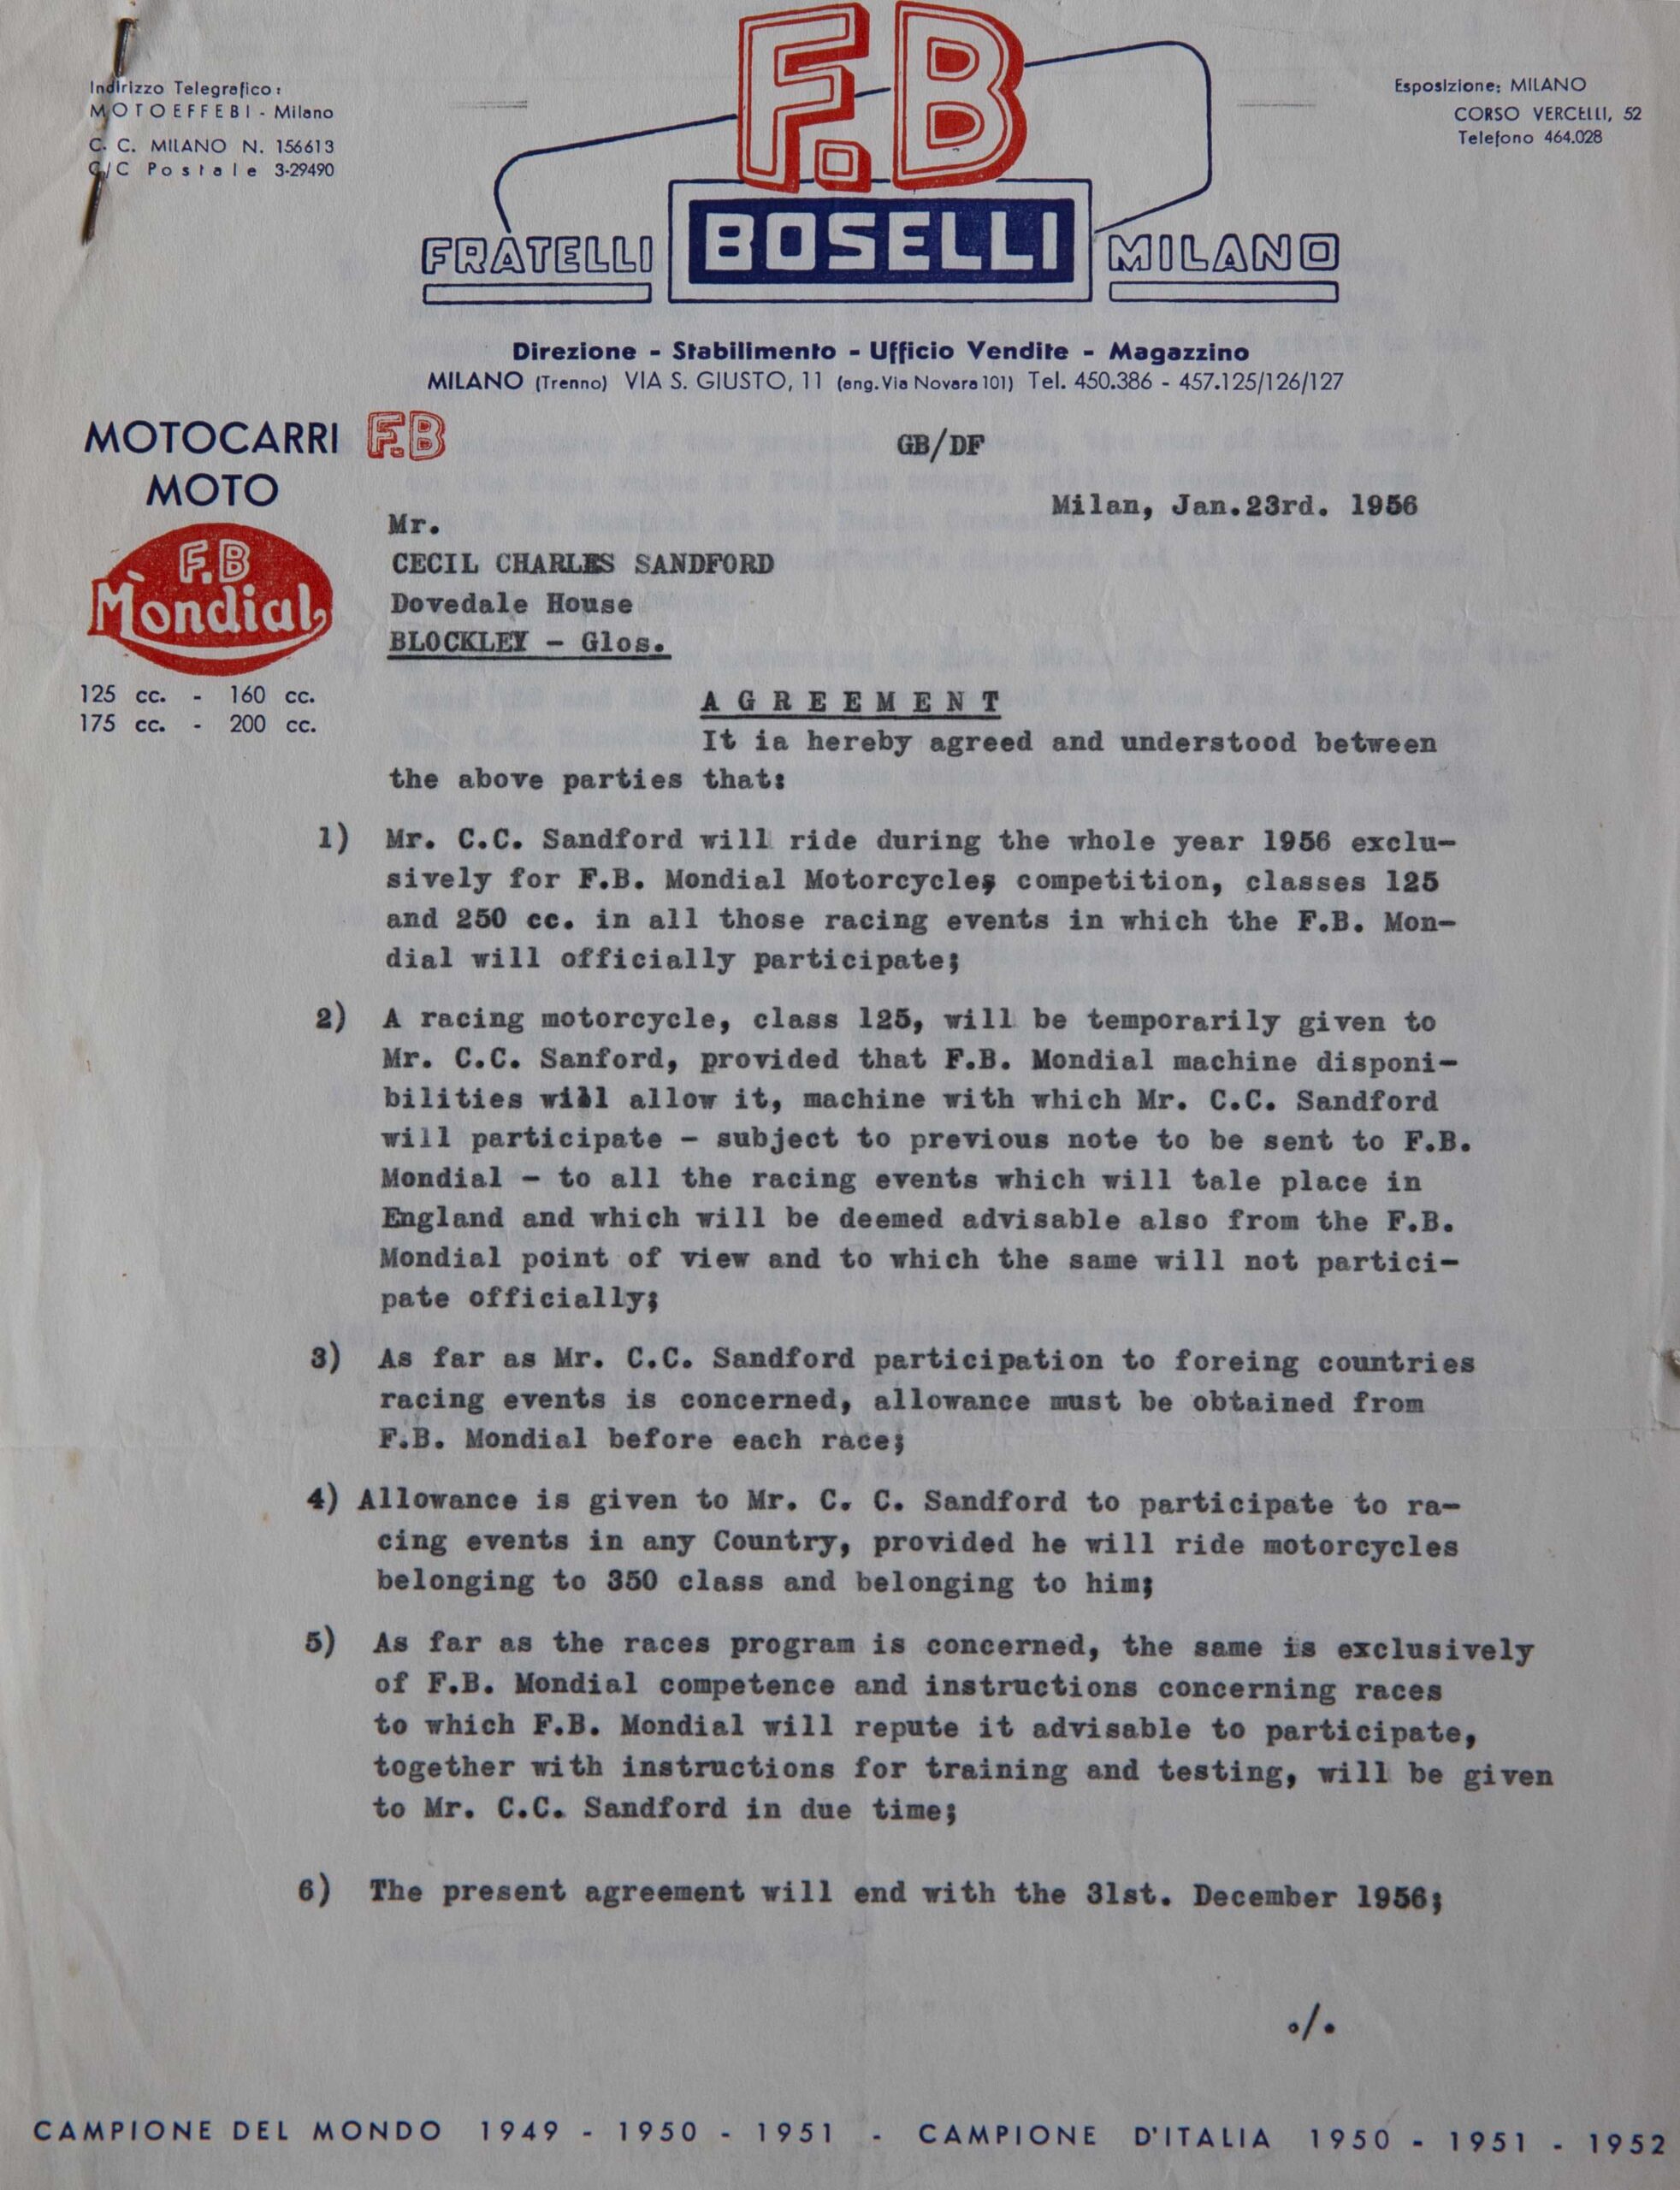 Indirizzo Telegrafico:
MOTOEFFEBI - Milano
C. C. MILANO N. 156613
C/C Postale 3-29490
F.B
FRATELLI BOSELLI MILANO
Esposizione: MILANO
CORSO VERCELLI, 52
Telefono 464.028
Direzione - Stabilimento - Ufficio Vendite - Magazzino
MILANO (Trenno) VIA S. GIUSTO, 11 (ang. Via Novara 101) Tel. 450.386 - 457.125/126/127
MOTOCARRI F.B
MOTO
F.B
Mondial
125 cc. - 160 cc.
175 cc. - 200 cc.
GB/DF
Milan, Jan.23rd. 1956
Mr.
CECIL CHARLES SANDFORD
Dovedale House
BLOCKLEY - Glos.
A G R E E M E N T
It ia hereby agreed and understood between
the above parties that:
1) Mr. C.C. Sandford will ride during the whole year 1956 exclu-
sively for F.B. Mondial Motorcycles competition, classes 125
and 250 cc. in all those racing events in which the F.B. Mon-
dial will officially participate;
2) A racing motorcycle, class 125, will be temporarily given to
Mr. C.C. Sanford, provided that F.B. Mondial machine disponi-
bilities will allow it, machine with which Mr. C.C. Sandford
will participate - subject to previous note to be sent to F.B.
Mondial - to all the racing events which will tale place in
England and which will be deemed advisable also from the F.B.
Mondial point of view and to which the same will not partici-
pate officially;
3) As far as Mr. C.C. Sandford participation to foreing countries
racing events is concerned, allowance must be obtained from
F.B. Mondial before each race;
4) Allowance is given to Mr. C. C. Sandford to participate to ra-
cing events in any Country, provided he will ride motorcycles
belonging to 350 class and belonging to him;
5) As far as the races program is concerned, the same is exclusively
of F.B. Mondial competence and instructions concerning races
to which F.B. Mondial will repute it advisable to participate,
together with instructions for training and testing, will be given
to Mr. C.C. Sandford in due time;
6) The present agreement will end with the 31st. December 1956;
./.
CAMPIONE DEL MONDO 1949 - 1950 - 1951 - CAMPIONE D'ITALIA 1950 - 1951 - 1952